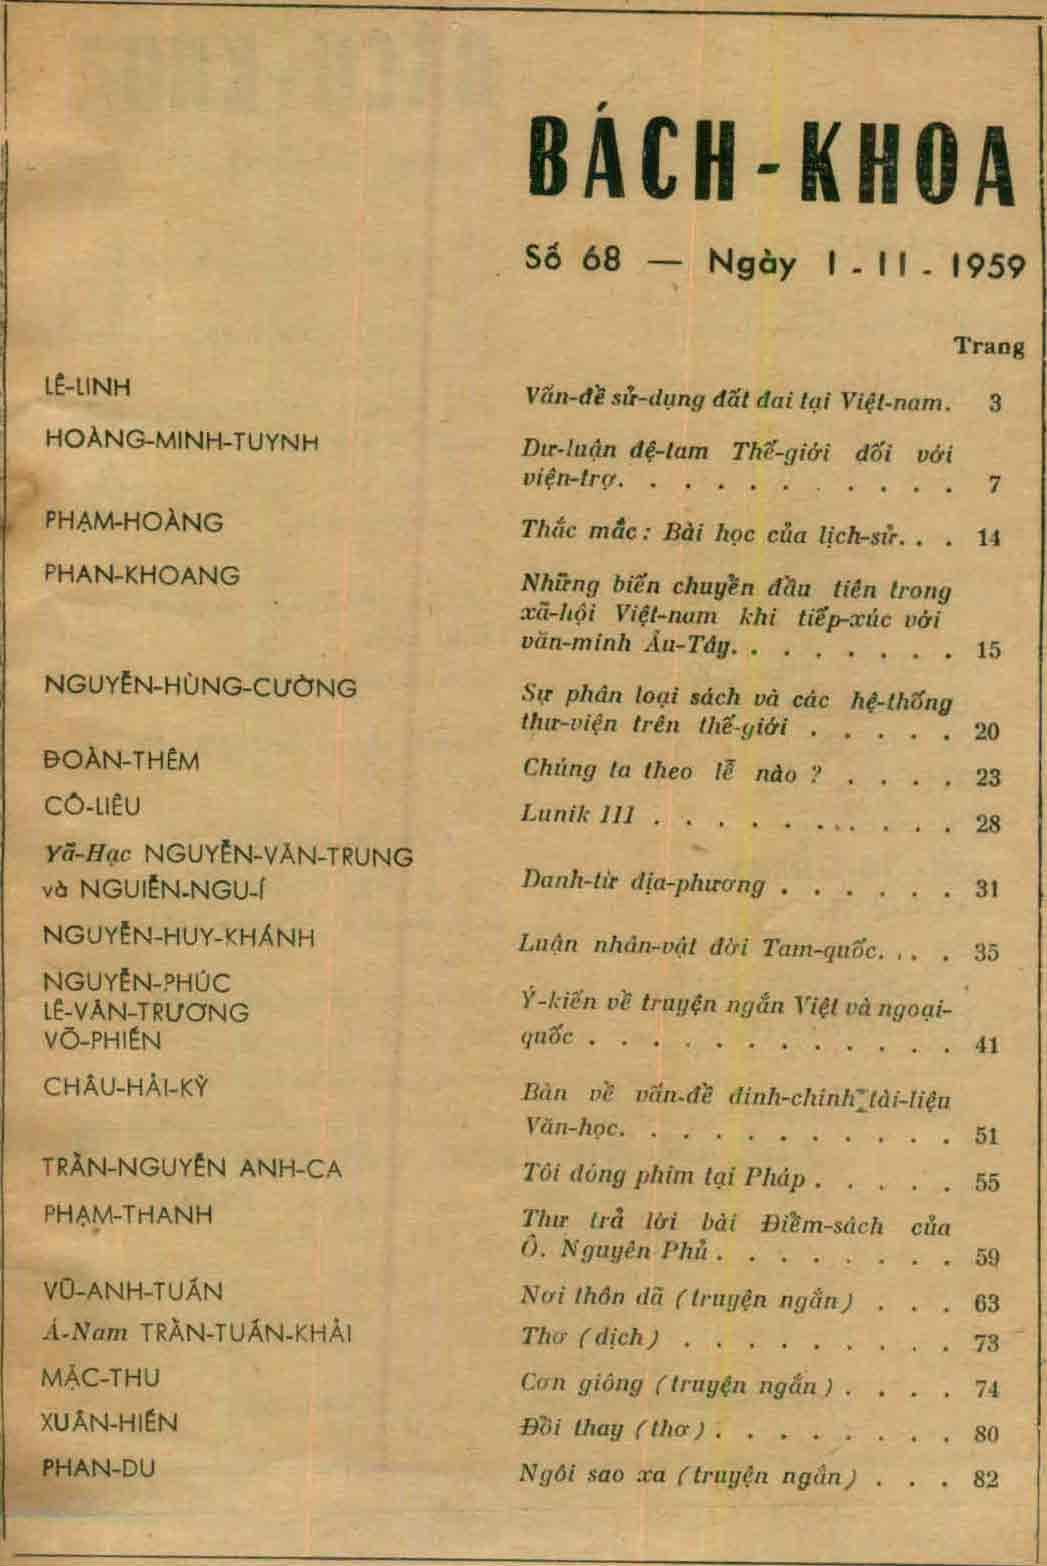 BÁCH - KHOA
Số 68 — Ngày 1 - 11 - 1959
Trang
LÊ-LINH Vấn-đề sử-dụng đất đai tại Việt-nam. 3
HOÀNG-MINH-TUYNH Dư-luận đệ-tam Thế-giới đối với
viện-trợ. . . . . . . . . . . 7
PHẠM-HOÀNG Thắc mắc : Bài học của lịch-sử. . . 14
PHAN-KHOANG Những biến chuyển đầu tiên trong
xã-hội Việt-nam khi tiếp-xúc với
văn-minh Âu-Tây. . . . . . . . 15
NGUYỄN-HÙNG-CƯỜNG Sự phân loại sách và các hệ-thống
thư-viện trên thế-giới . . . . . 20
ĐOÀN-THÊM Chúng ta theo lễ nào ? . . . . 23
CÔ-LIÊU Lunik III . . . . . . . . . . 28
Yã-Hạc NGUYỄN-VĂN-TRUNG
và NGUIỄN-NGU-Í Danh-từ địa-phương . . . . . . 31
NGUYỄN-HUY-KHÁNH Luận nhân-vật đời Tam-quốc. . . . 35
NGUYỄN-PHÚC
LÊ-VĂN-TRƯƠNG Ý-kiến về truyện ngắn Việt và ngoại-
VÕ-PHIẾN quốc . . . . . . . . . . . . 41
CHÂU-HẢI-KỲ Bàn về vấn-đề đính-chính tài-liệu
Văn-học. . . . . . . . . . . 51
TRẦN-NGUYÊN ANH-CA Tôi đóng phim tại Pháp . . . . . 55
PHẠM-THANH Thư trả lời bài Điểm-sách của
Ô. Nguyên Phủ . . . . . . . . 59
VŨ-ANH-TUẤN Nơi thôn dã (truyện ngắn) . . . 63
Á-Nam TRẦN-TUẤN-KHẢI Thơ (dịch) . . . . . . . . . 73
MẶC-THU Cơn giông (truyện ngắn) . . . . 74
XUÂN-HIẾN Đổi thay (thơ) . . . . . . . . 80
PHAN-DU Ngôi sao xa (truyện ngắn) . . . 82